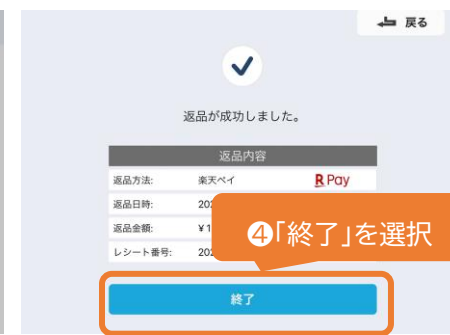 戻る
返品が成功しました。
返品内容
返品方法: 楽天ペイ R Pay
返品日時: 202
返品金額: ¥1
レシート番号: 202
❹「終了」を選択
終了